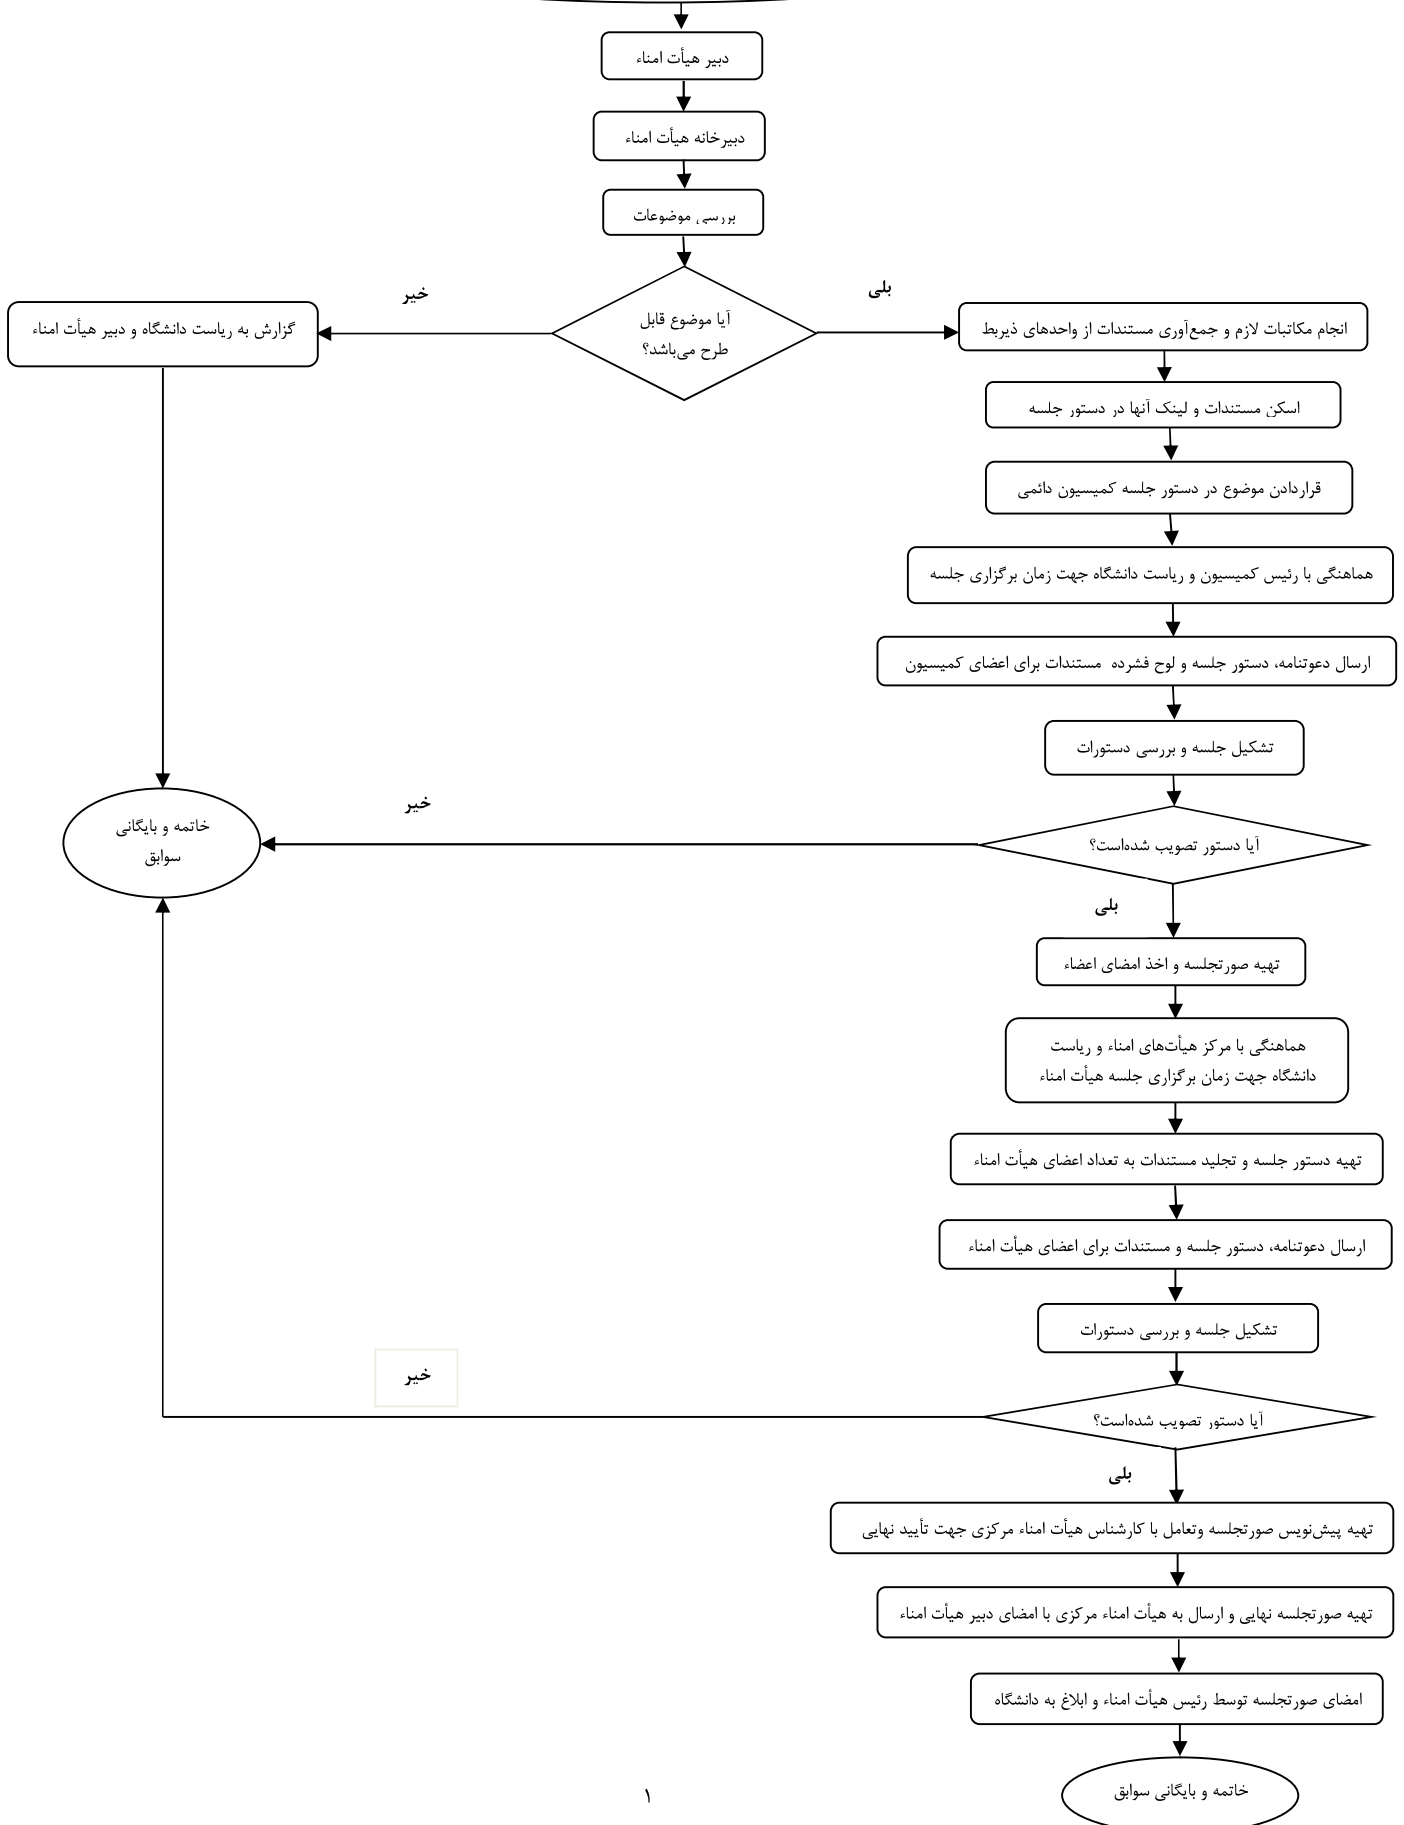 دبیر هیأت امناء
دبیرخانه هیأت امناء
بررسی موضوعات
آیا موضوع قابل
طرح می‌باشد؟
خیر
بلی
گزارش به ریاست دانشگاه و دبیر هیأت امناء
انجام مکاتبات لازم و جمع‌آوری مستندات از واحدهای ذیربط
اسکن مستندات و لینک آنها در دستور جلسه
قراردادن موضوع در دستور جلسه کمیسیون دائمی
هماهنگی با رئیس کمیسیون و ریاست دانشگاه جهت زمان برگزاری جلسه
ارسال دعوتنامه، دستور جلسه و لوح فشرده مستندات برای اعضای کمیسیون
تشکیل جلسه و بررسی دستورات
آیا دستور تصویب شده‌است؟
خیر
خاتمه و بایگانی
سوابق
بلی
تهیه صورتجلسه و اخذ امضای اعضاء
هماهنگی با مرکز هیأت‌های امناء و ریاست
دانشگاه جهت زمان برگزاری جلسه هیأت امناء
تهیه دستور جلسه و تجلید مستندات به تعداد اعضای هیأت امناء
ارسال دعوتنامه، دستور جلسه و مستندات برای اعضای هیأت امناء
تشکیل جلسه و بررسی دستورات
آیا دستور تصویب شده‌است؟
خیر
بلی
تهیه پیش‌نویس صورتجلسه وتعامل با کارشناس هیأت امناء مرکزی جهت تأیید نهایی
تهیه صورتجلسه نهایی و ارسال به هیأت امناء مرکزی با امضای دبیر هیأت امناء
امضای صورتجلسه توسط رئیس هیأت امناء و ابلاغ به دانشگاه
خاتمه و بایگانی سوابق
۱